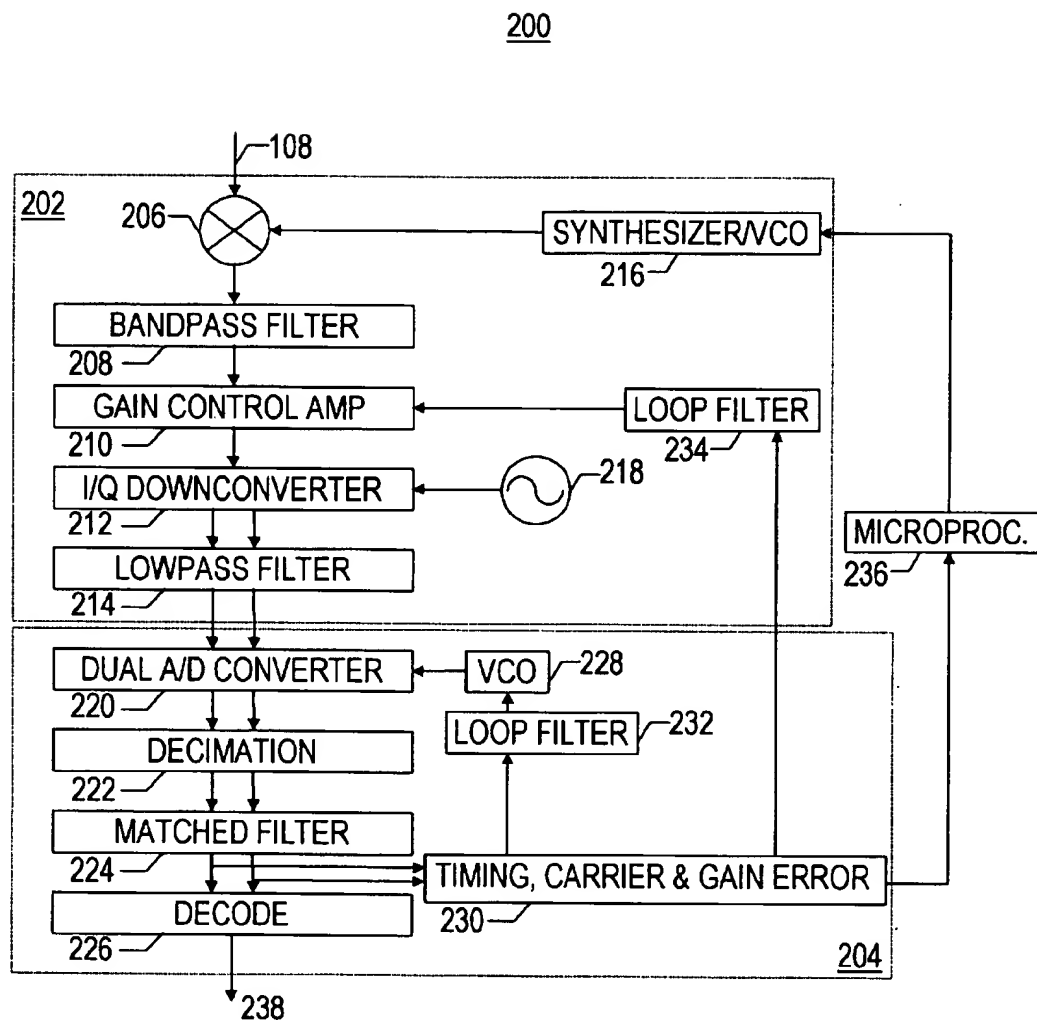 200
108
202
206
SYNTHESIZER/VCO
216
BANDPASS FILTER
208
GAIN CONTROL AMP
210
LOOP FILTER
234
I/Q DOWNCONVERTER
212
218
LOWPASS FILTER
214
MICROPROC.
236
DUAL A/D CONVERTER
220
VCO
228
LOOP FILTER
232
DECIMATION
222
MATCHED FILTER
224
TIMING, CARRIER & GAIN ERROR
230
DECODE
226
204
238